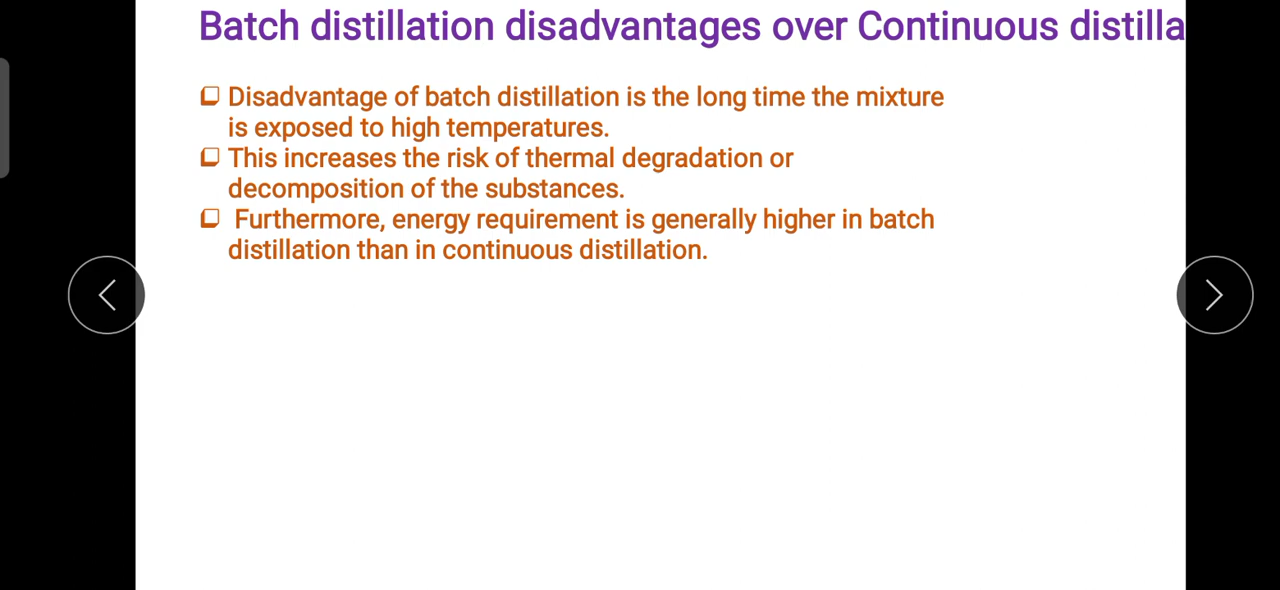 Batch distillation disadvantages over Continuous distilla
❑ Disadvantage of batch distillation is the long time the mixture
is exposed to high temperatures.
❑ This increases the risk of thermal degradation or
decomposition of the substances.
❑ Furthermore, energy requirement is generally higher in batch
distillation than in continuous distillation.